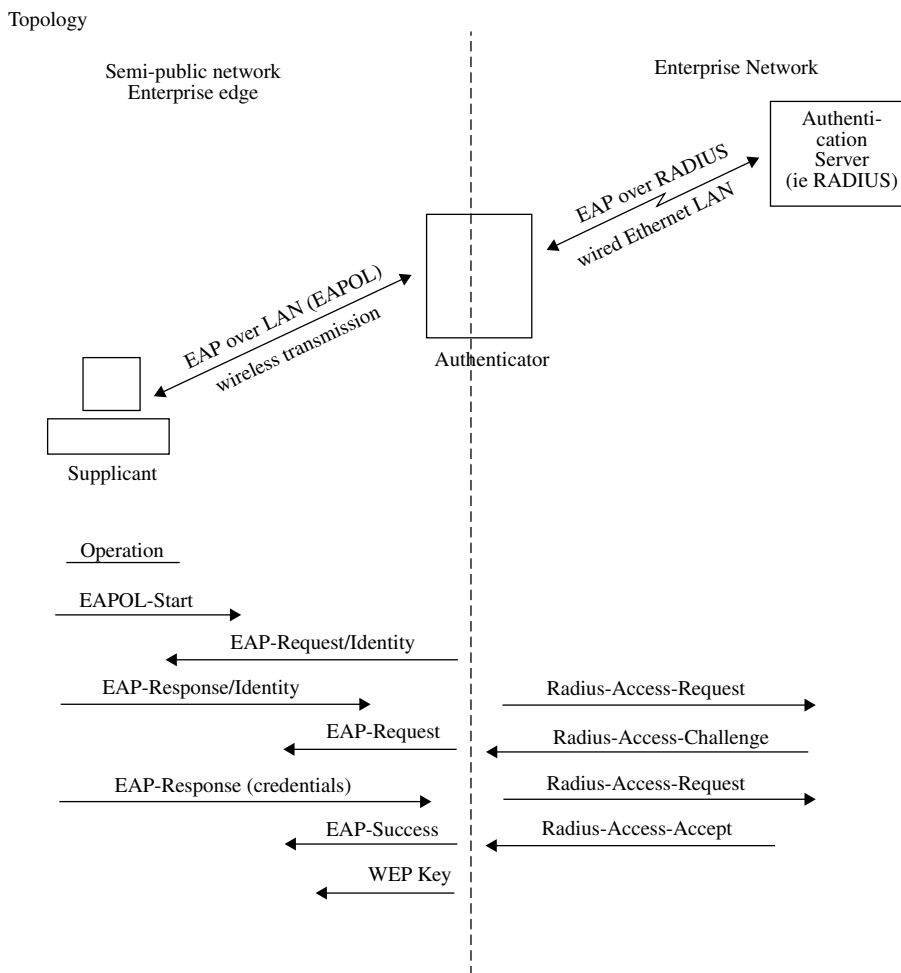 Topology
Semi-public network
Enterprise edge
Enterprise Network
Authenti-
cation
Server
(ie RADIUS)
EAP over RADIUS
wired Ethernet LAN
EAP over LAN (EAPOL)
wireless transmission
Authenticator
Supplicant
Operation
EAPOL-Start
EAP-Request/Identity
EAP-Response/Identity
Radius-Access-Request
EAP-Request
Radius-Access-Challenge
EAP-Response (credentials)
Radius-Access-Request
EAP-Success
Radius-Access-Accept
WEP Key